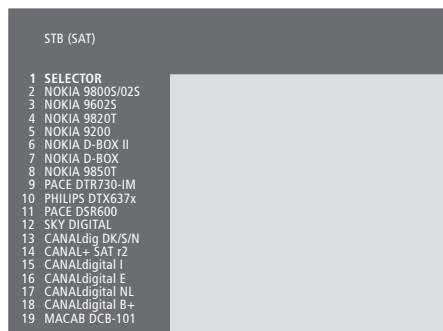 STB (SAT)
1 SELECTOR
2 NOKIA 9800S/02S
3 NOKIA 9602S
4 NOKIA 9820T
5 NOKIA 9200
6 NOKIA D-BOX II
7 NOKIA D-BOX
8 NOKIA 9850T
9 PACE DTR730-IM
10 PHILIPS DTX637x
11 PACE DSR600
12 SKY DIGITAL
13 CANALdig DK/S/N
14 CANAL+ SAT r2
15 CANALdigital I
16 CANALdigital E
17 CANALdigital NL
18 CANALdigital B+
19 MACAB DCB-101